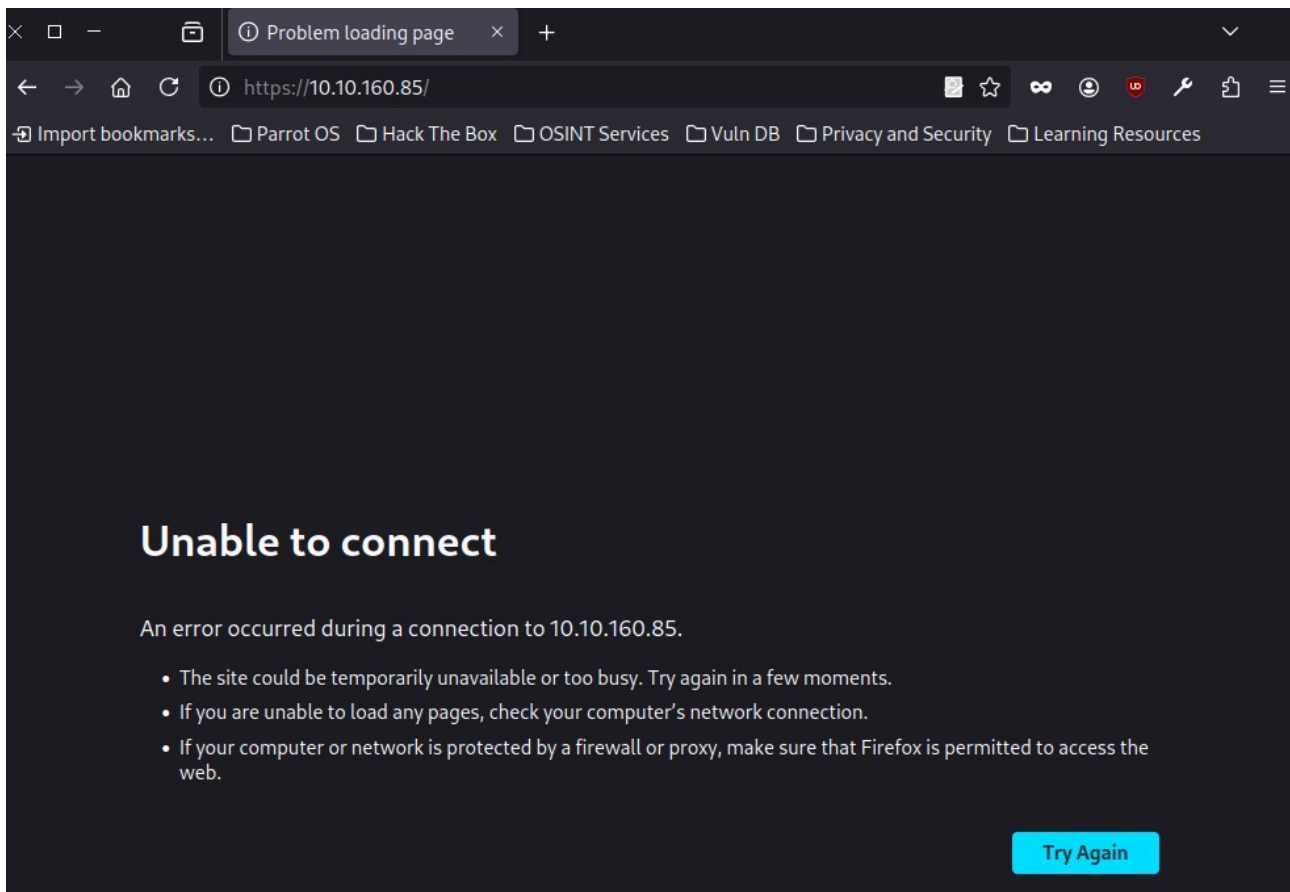 Problem loading page
https://10.10.160.85/
Import bookmarks... Parrot OS Hack The Box OSINT Services Vuln DB Privacy and Security Learning Resources
Unable to connect
An error occurred during a connection to 10.10.160.85.
• The site could be temporarily unavailable or too busy. Try again in a few moments.
• If you are unable to load any pages, check your computer’s network connection.
• If your computer or network is protected by a firewall or proxy, make sure that Firefox is permitted to access the
web.
Try Again